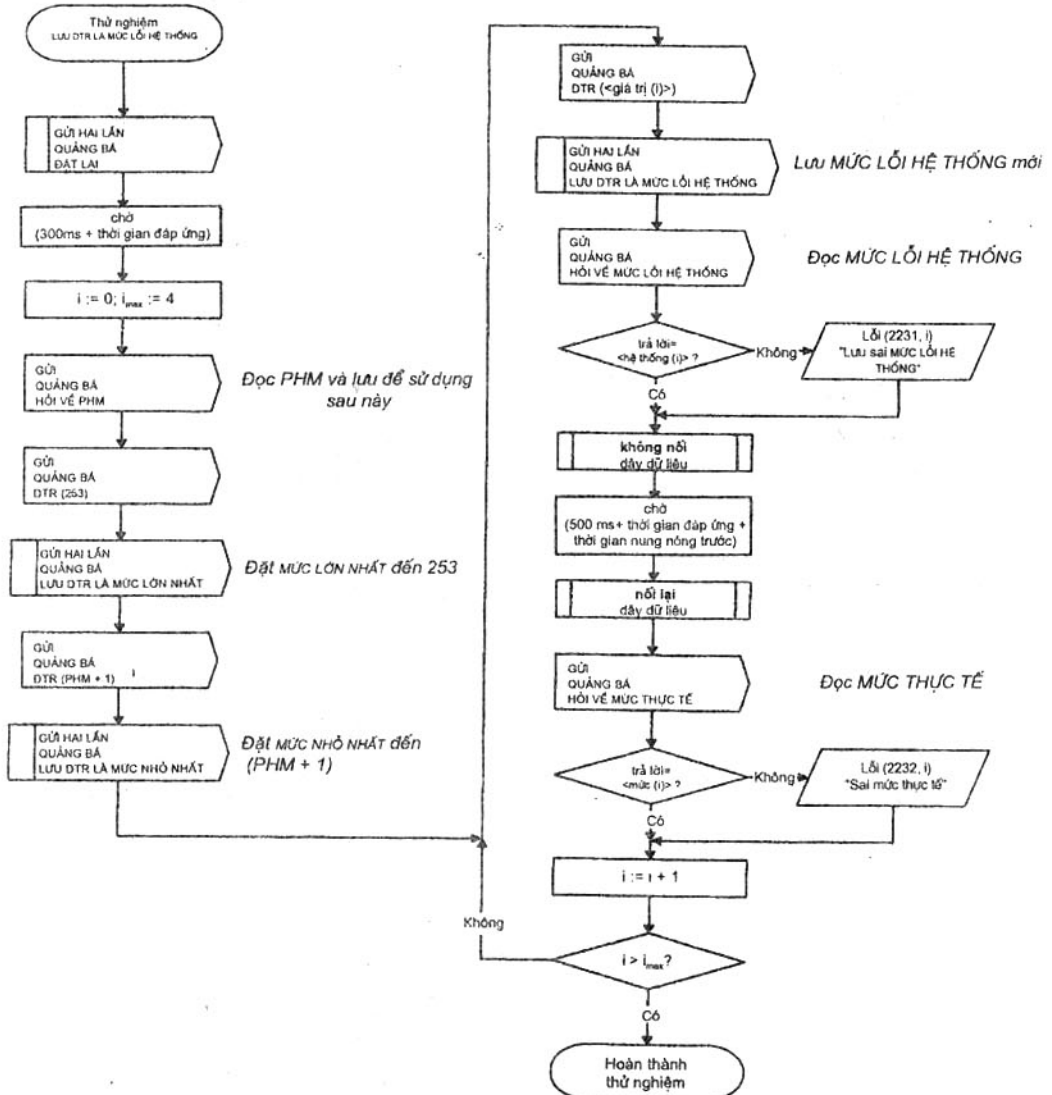 Thử nghiệm
LƯU DTR LÀ MỨC LỖI HỆ THỐNG
GỬI HAI LẦN
QUẢNG BÁ
ĐẶT LẠI
chờ
(300ms + thời gian đáp ứng)
i := 0; imax := 4
GỬI
QUẢNG BÁ
HỎI VỀ PHM
Đọc PHM và lưu để sử dụng
sau này
GỬI
QUẢNG BÁ
DTR (253)
GỬI HAI LẦN
QUẢNG BÁ
LƯU DTR LÀ MỨC LỚN NHẤT
Đặt MỨC LỚN NHẤT đến 253
GỬI
QUẢNG BÁ
DTR (PHM + 1)
GỬI HAI LẦN
QUẢNG BÁ
LƯU DTR LÀ MỨC NHỎ NHẤT
Đặt MỨC NHỎ NHẤT đến
(PHM + 1)
GỬI
QUẢNG BÁ
DTR (<giá trị (i)>)
GỬI HAI LẦN
QUẢNG BÁ
LƯU DTR LÀ MỨC LỖI HỆ THỐNG
Lưu MỨC LỖI HỆ THỐNG mới
GỬI
QUẢNG BÁ
HỎI VỀ MỨC LỖI HỆ THỐNG
Đọc MỨC LỖI HỆ THỐNG
trả lời=
<hệ thống (i)> ?
Không
Lỗi (2231, i)
"Lưu sai MỨC LỖI HỆ
THỐNG"
Có
không nối
dây dữ liệu
chờ
(500 ms+ thời gian đáp ứng +
thời gian nung nóng trước)
nối lại
dây dữ liệu
GỬI
QUẢNG BÁ
HỎI VỀ MỨC THỰC TẾ
Đọc MỨC THỰC TẾ
trả lời=
<mức (i)> ?
Không
Lỗi (2232, i)
"Sai mức thực tế"
Có
i := i + 1
Không
i > imax?
Có
Hoàn thành
thử nghiệm